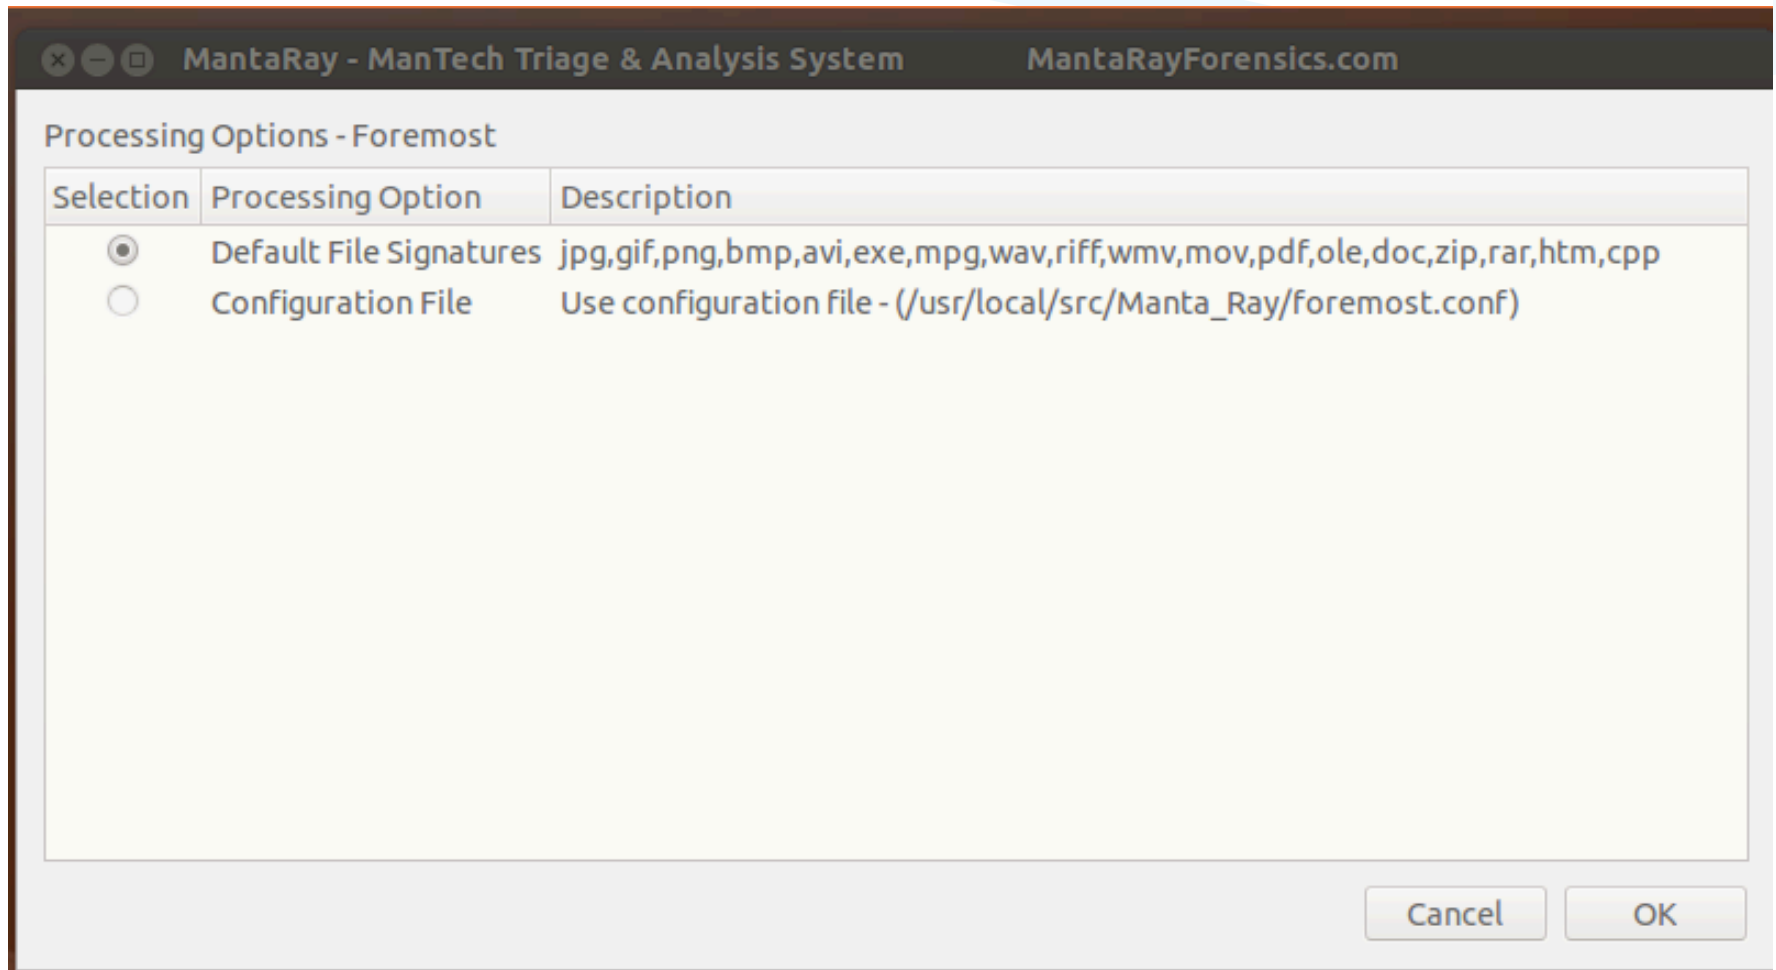 MantaRay - ManTech Triage & Analysis System MantaRayForensics.com
Processing Options - Foremost
Selection Processing Option Description
Default File Signatures jpg,gif,png,bmp,avi,exe,mpg,wav,riff,wmv,mov,pdf,ole,doc,zip,rar,htm,cpp
Configuration File Use configuration file - (/usr/local/src/Manta_Ray/foremost.conf)
Cancel OK